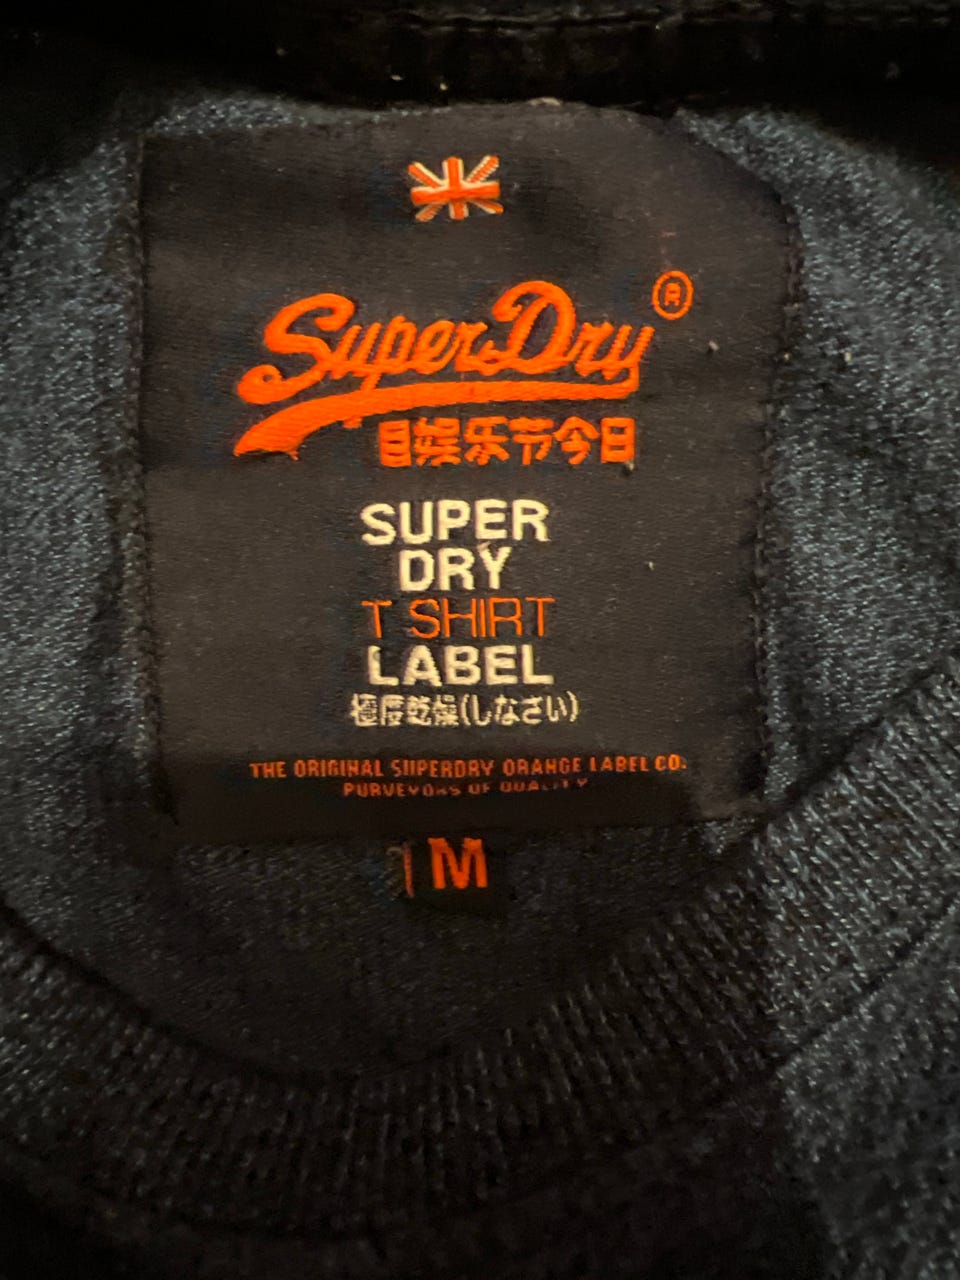 SuperDry®
目娱乐节今日
SUPER
DRY
T SHIRT
LABEL
極度乾燥(しなさい)
THE ORIGINAL SUPERDRY ORANGE LABEL CO.
PURVEYORS OF QUALITY
M